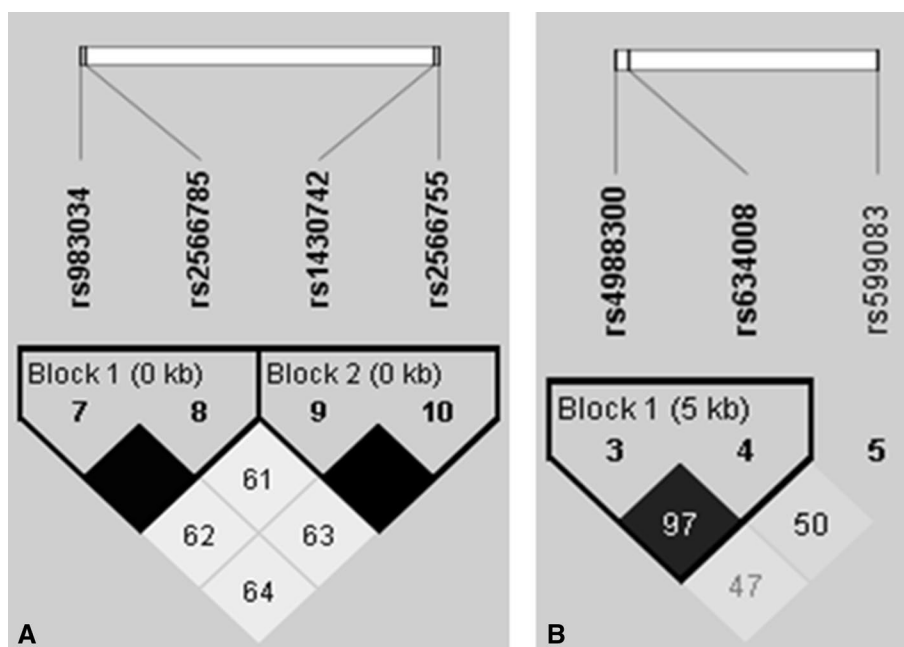 rs983034
rs2566785
rs1430742
rs2566755
Block 1 (0 kb)
Block 2 (0 kb)
7
8
9
10
61
62
63
64
A
rs4988300
rs634008
rs599083
Block 1 (5 kb)
3
4
5
97
50
47
B